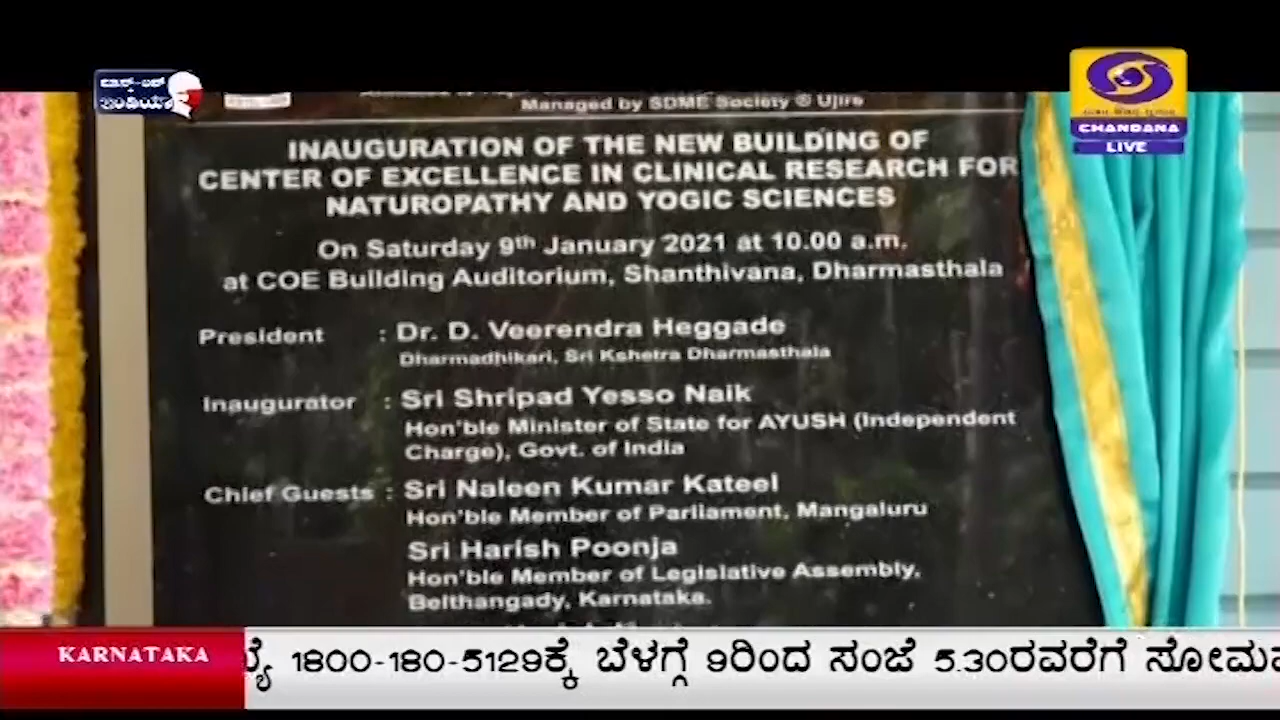 Managed by SDME Society ® Ujire
INAUGURATION OF THE NEW BUILDING OF
CENTER OF EXCELLENCE IN CLINICAL RESEARCH FOR
NATUROPATHY AND YOGIC SCIENCES
On Saturday 9th January 2021 at 10.00 a.m.
at COE Building Auditorium, Shanthivana, Dharmasthala
President : Dr. D. Veerendra Heggade
Dharmadhikari, Sri Kshetra Dharmasthala
Inaugurator : Sri Shripad Yesso Naik
Hon'ble Minister of State for AYUSH (Independent
Charge), Govt. of India
Chief Guests : Sri Naleen Kumar Kateel
Hon'ble Member of Parliament, Mangaluru
Sri Harish Poonja
Hon'ble Member of Legislative Assembly,
Belthangady, Karnataka.
CHANDANA
LIVE
KARNATAKA
1800-180-5129ಕ್ಕೆ ಬೆಳಗ್ಗೆ 9ರಿಂದ ಸಂಜೆ 5.30ರವರೆಗೆ